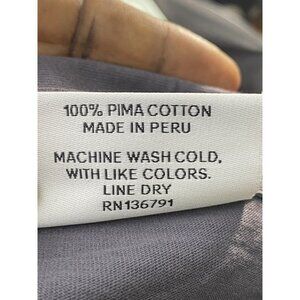 100% PIMA COTTON
MADE IN PERU
MACHINE WASH COLD,
WITH LIKE COLORS.
LINE DRY
RN136791